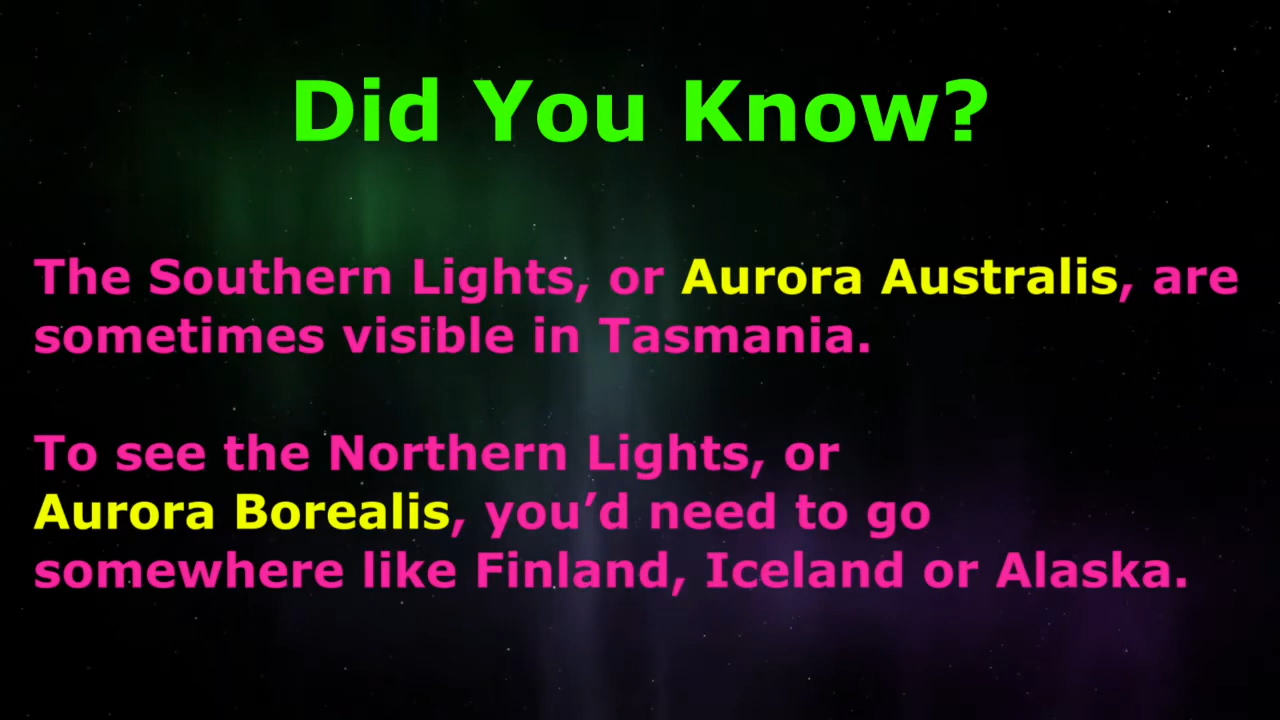 Did You Know?
The Southern Lights, or Aurora Australis, are
sometimes visible in Tasmania.
To see the Northern Lights, or
Aurora Borealis, you’d need to go
somewhere like Finland, Iceland or Alaska.